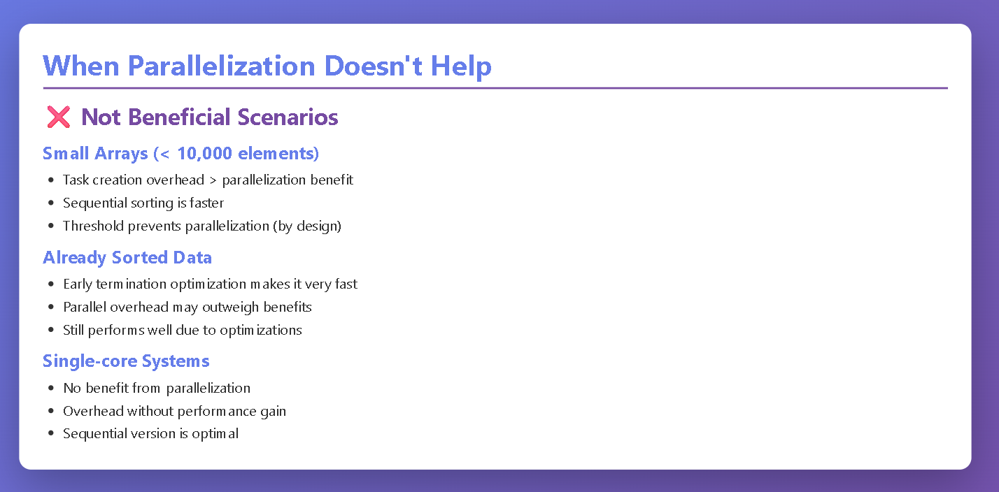 When Parallelization Doesn't Help
❌ Not Beneficial Scenarios
Small Arrays (< 10,000 elements)
• Task creation overhead > parallelization benefit
• Sequential sorting is faster
• Threshold prevents parallelization (by design)
Already Sorted Data
• Early termination optimization makes it very fast
• Parallel overhead may outweigh benefits
• Still performs well due to optimizations
Single-core Systems
• No benefit from parallelization
• Overhead without performance gain
• Sequential version is optimal